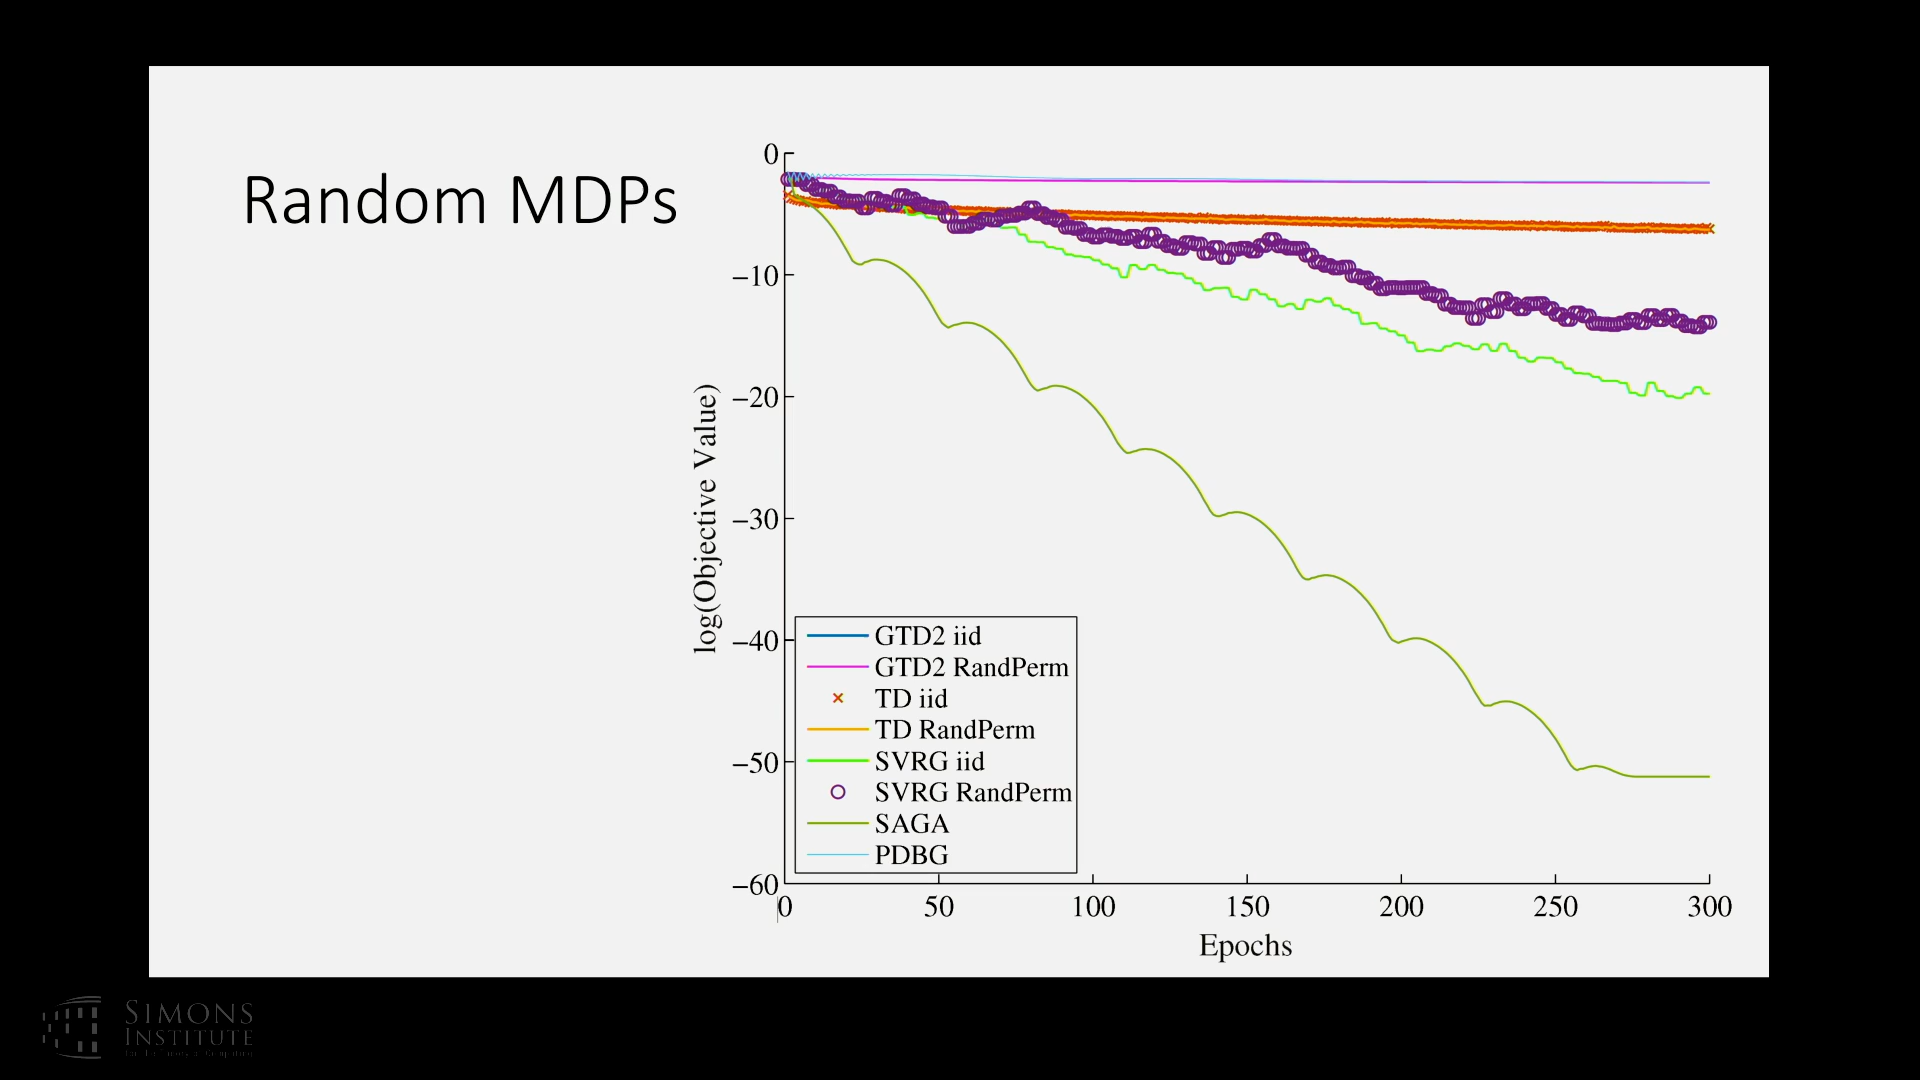 Random MDPs
0
−10
−20
−30
−40
−50
−60
log(Objective Value)
GTD2 iid
GTD2 RandPerm
TD iid
TD RandPerm
SVRG iid
SVRG RandPerm
SAGA
PDBG
0 50 100 150 200 250 300
Epochs
SIMONS
INSTITUTE